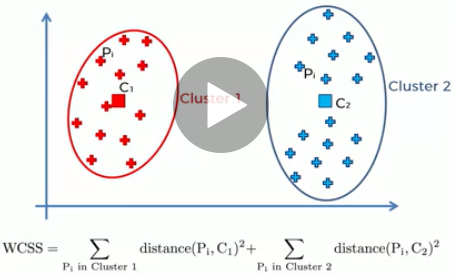 Pi
C1
Cluster 1
Pi
C2
Cluster 2
WCSS = ∑ distance(Pi, C1)² + ∑ distance(Pi, C2)²
Pi in Cluster 1 Pi in Cluster 2